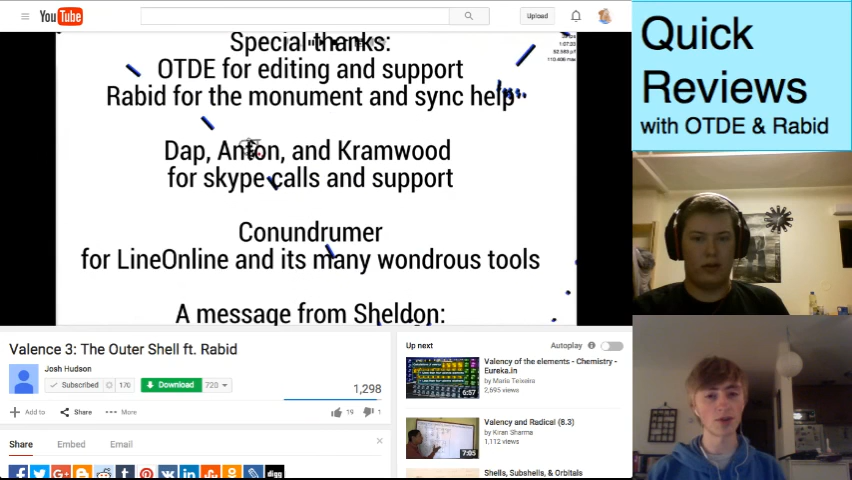 YouTube
Upload
Special thanks:
OTDE for editing and support
Rabid for the monument and sync help
Dap, Anton, and Kramwood
for skype calls and support
Conundrumer
for LineOnline and its many wondrous tools
A message from Sheldon:
Valence 3: The Outer Shell ft. Rabid
Josh Hudson
Subscribed
170
Download
720
1,298
Add to
Share
More
19
1
Share
Embed
Email
Up next
Autoplay
Valency of the elements - Chemistry -
Eureka.in
by Maria Teixeira
2,695 views
6:57
Valency and Radical (8.3)
by Kiran Sharma
1,112 views
7:05
Shells, Subshells, & Orbitals
digg
Quick
Reviews
with OTDE & Rabid